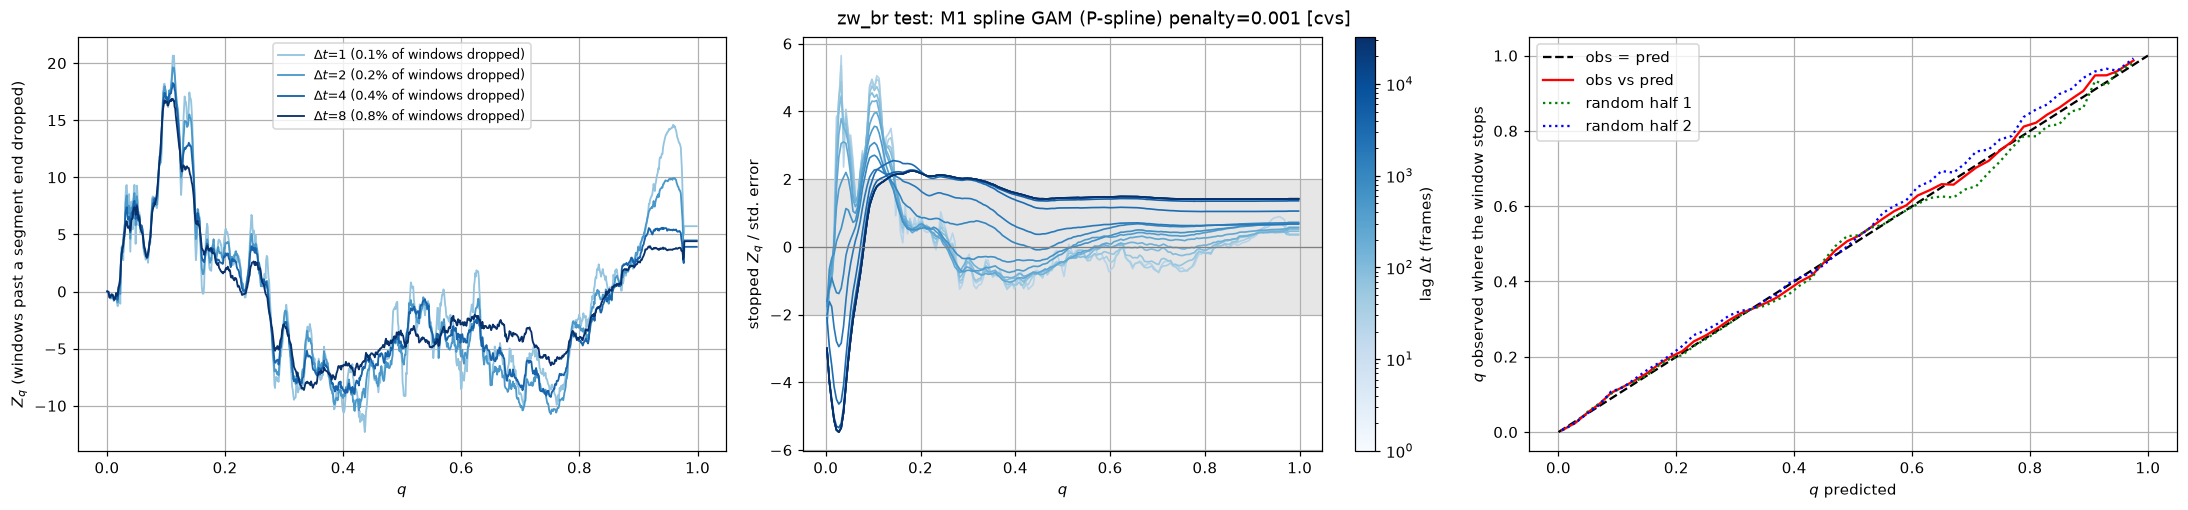 zw_br test: M1 spline GAM (P-spline) penalty=0.001 [cvs]
Z_q (windows past a segment end dropped)
20
15
10
5
0
−5
−10
Δt=1 (0.1% of windows dropped)
Δt=2 (0.2% of windows dropped)
Δt=4 (0.4% of windows dropped)
Δt=8 (0.8% of windows dropped)
0.0 0.2 0.4 0.6 0.8 1.0
q
stopped Z_q / std. error
6
4
2
0
−2
−4
−6
0.0 0.2 0.4 0.6 0.8 1.0
q
10^4
10^3
10^2
10^1
10^0
lag Δt (frames)
q observed where the window stops
1.0
0.8
0.6
0.4
0.2
0.0
obs = pred
obs vs pred
random half 1
random half 2
0.0 0.2 0.4 0.6 0.8 1.0
q predicted